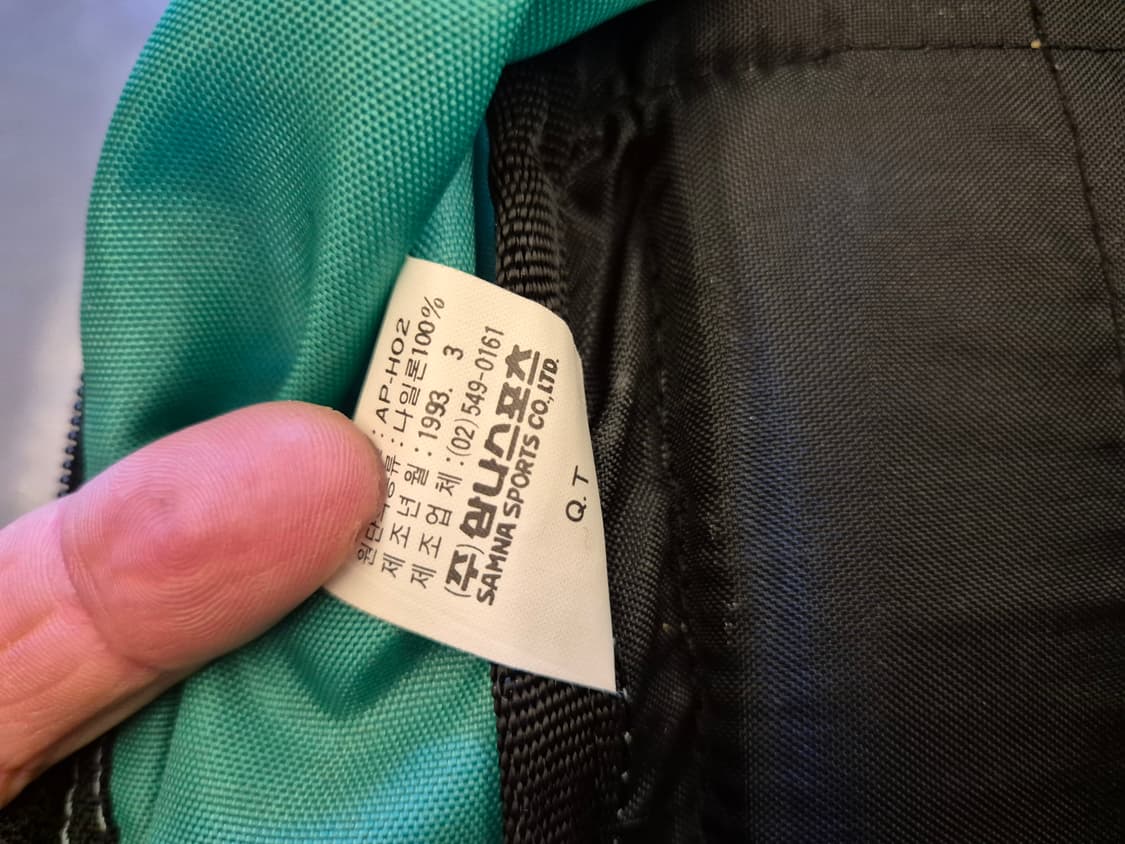 : AP-H02
원단의종류 : 나일론100%
제 조 년 월 : 1993. 3
제 조 업 체 : (02) 549-0161
(주) 삼나스포츠
SAMNA SPORTS CO.,LTD.
Q.T